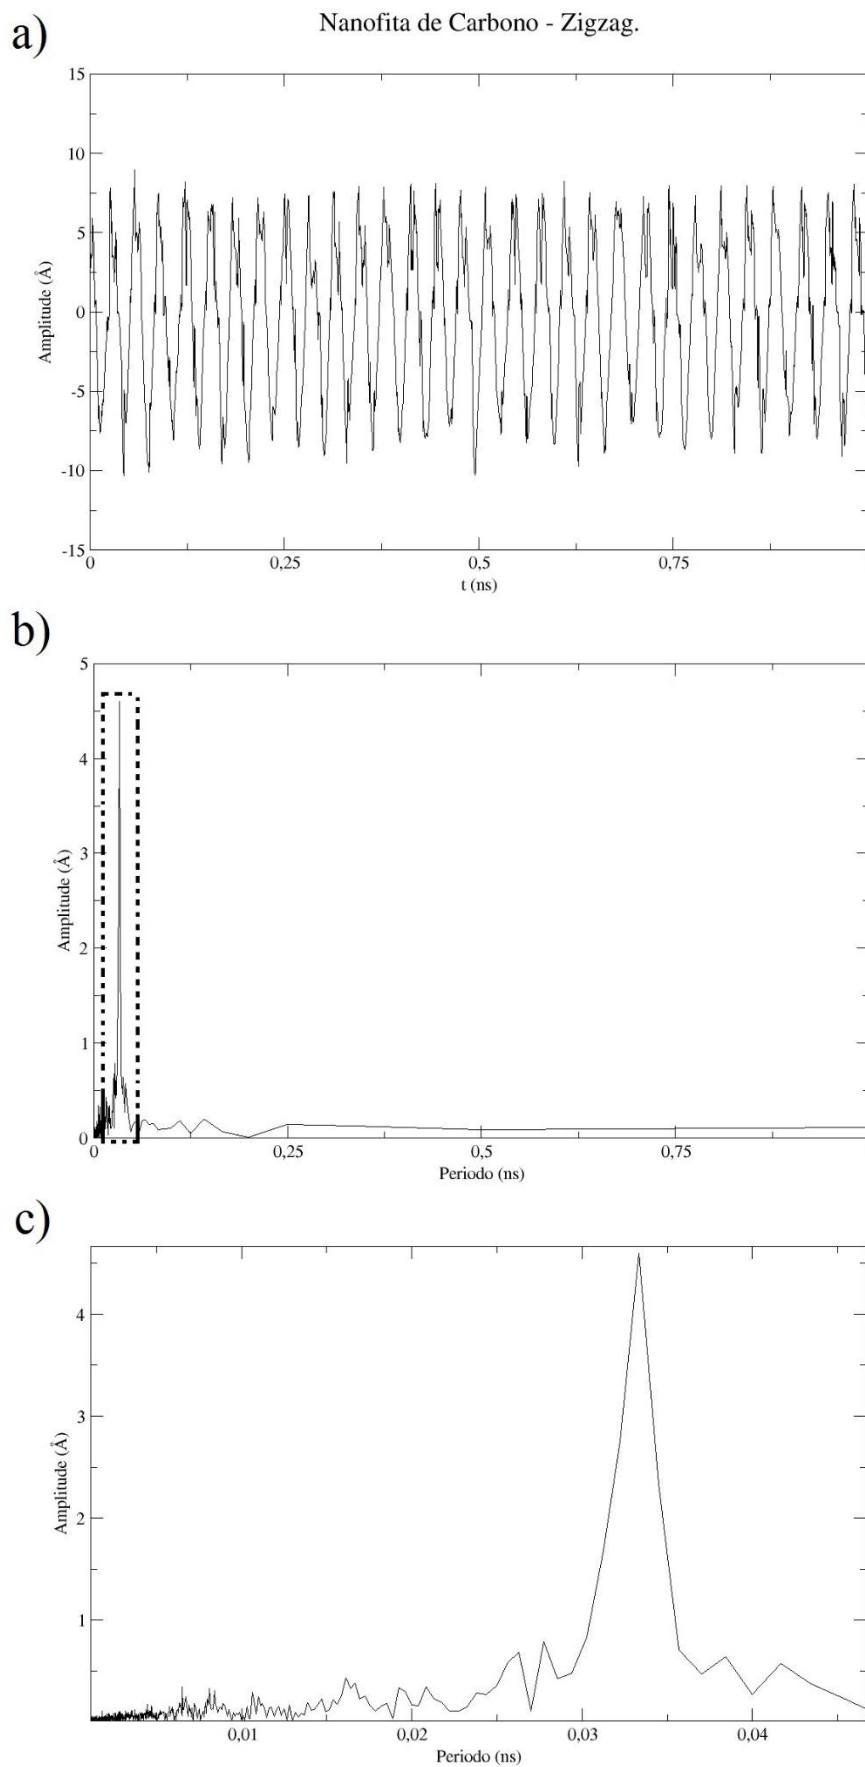 Nanofita de Carbono - Zigzag.
a)
15
10
5
0
-5
-10
-15
Amplitude (Å)
0 0,25 0,5 0,75
t (ns)
b)
5
4
3
2
1
0
Amplitude (Å)
0 0,25 0,5 0,75
Periodo (ns)
c)
4
3
2
1
Amplitude (Å)
0,01 0,02 0,03 0,04
Periodo (ns)